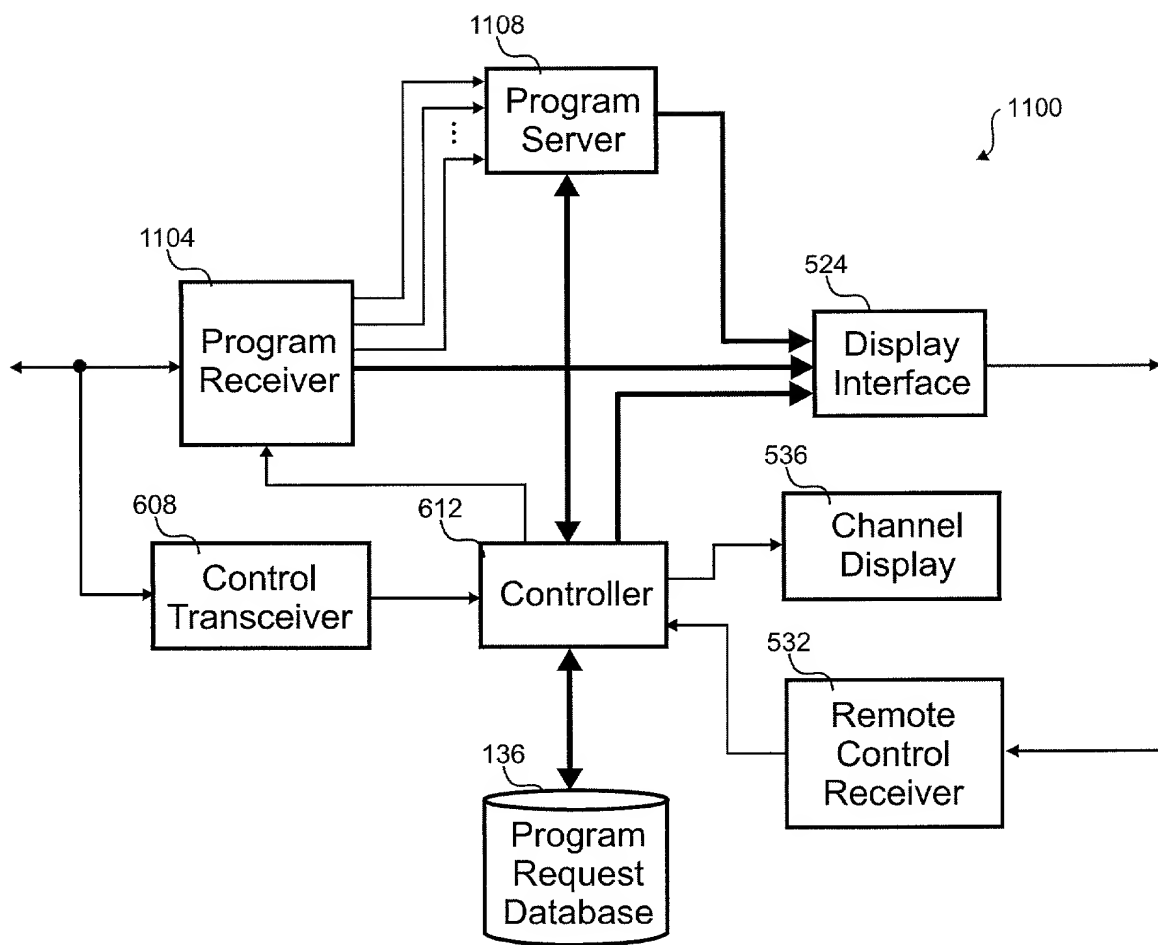 1108
Program
Server
1100
1104
Program
Receiver
524
Display
Interface
536
Channel
Display
608
Control
Transceiver
612
Controller
532
Remote
Control
Receiver
136
Program
Request
Database